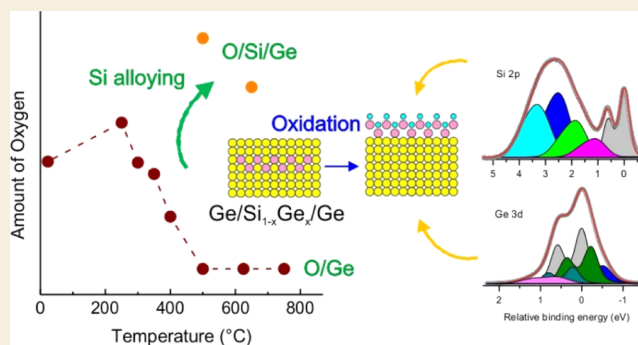 Amount of Oxygen
Si alloying
O/Si/Ge
Oxidation
Ge/Si1-xGex/Ge
O/Ge
0 200 400 600 800
Temperature (°C)
Si 2p
5 4 3 2 1 0
Ge 3d
2 1 0 -1
Relative binding energy (eV)